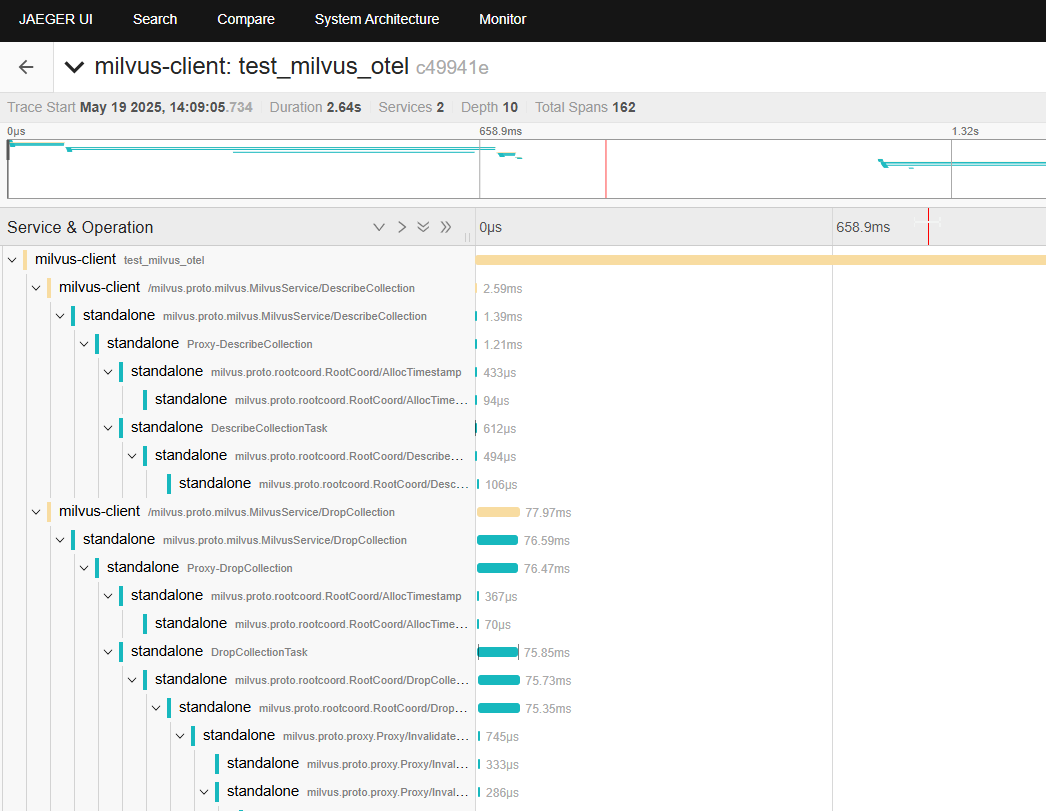 JAEGER UI Search Compare System Architecture Monitor
milvus-client: test_milvus_otel c49941e
Trace Start May 19 2025, 14:09:05.734 Duration 2.64s Services 2 Depth 10 Total Spans 162
0μs 658.9ms 1.32s
Service & Operation 0μs 658.9ms
milvus-client test_milvus_otel
milvus-client /milvus.proto.milvus.MilvusService/DescribeCollection 2.59ms
standalone milvus.proto.milvus.MilvusService/DescribeCollection 1.39ms
standalone Proxy-DescribeCollection 1.21ms
standalone milvus.proto.rootcoord.RootCoord/AllocTimestamp 433μs
standalone milvus.proto.rootcoord.RootCoord/AllocTime... 94μs
standalone DescribeCollectionTask 612μs
standalone milvus.proto.rootcoord.RootCoord/Describe... 494μs
standalone milvus.proto.rootcoord.RootCoord/Desc... 106μs
milvus-client /milvus.proto.milvus.MilvusService/DropCollection 77.97ms
standalone milvus.proto.milvus.MilvusService/DropCollection 76.59ms
standalone Proxy-DropCollection 76.47ms
standalone milvus.proto.rootcoord.RootCoord/AllocTimestamp 367μs
standalone milvus.proto.rootcoord.RootCoord/AllocTime... 70μs
standalone DropCollectionTask 75.85ms
standalone milvus.proto.rootcoord.RootCoord/DropColle... 75.73ms
standalone milvus.proto.rootcoord.RootCoord/Drop... 75.35ms
standalone milvus.proto.proxy.Proxy/Invalidate... 745μs
standalone milvus.proto.proxy.Proxy/Inval... 333μs
standalone milvus.proto.proxy.Proxy/Inval... 286μs